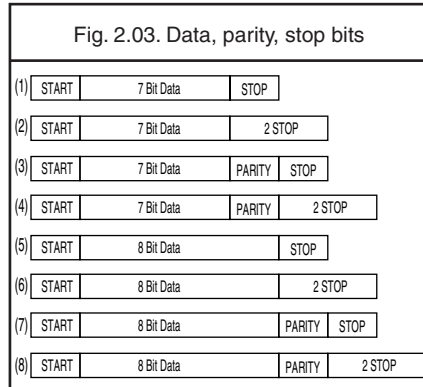 Fig. 2.03. Data, parity, stop bits
(1) START 7 Bit Data STOP
(2) START 7 Bit Data 2 STOP
(3) START 7 Bit Data PARITY STOP
(4) START 7 Bit Data PARITY 2 STOP
(5) START 8 Bit Data STOP
(6) START 8 Bit Data 2 STOP
(7) START 8 Bit Data PARITY STOP
(8) START 8 Bit Data PARITY 2 STOP